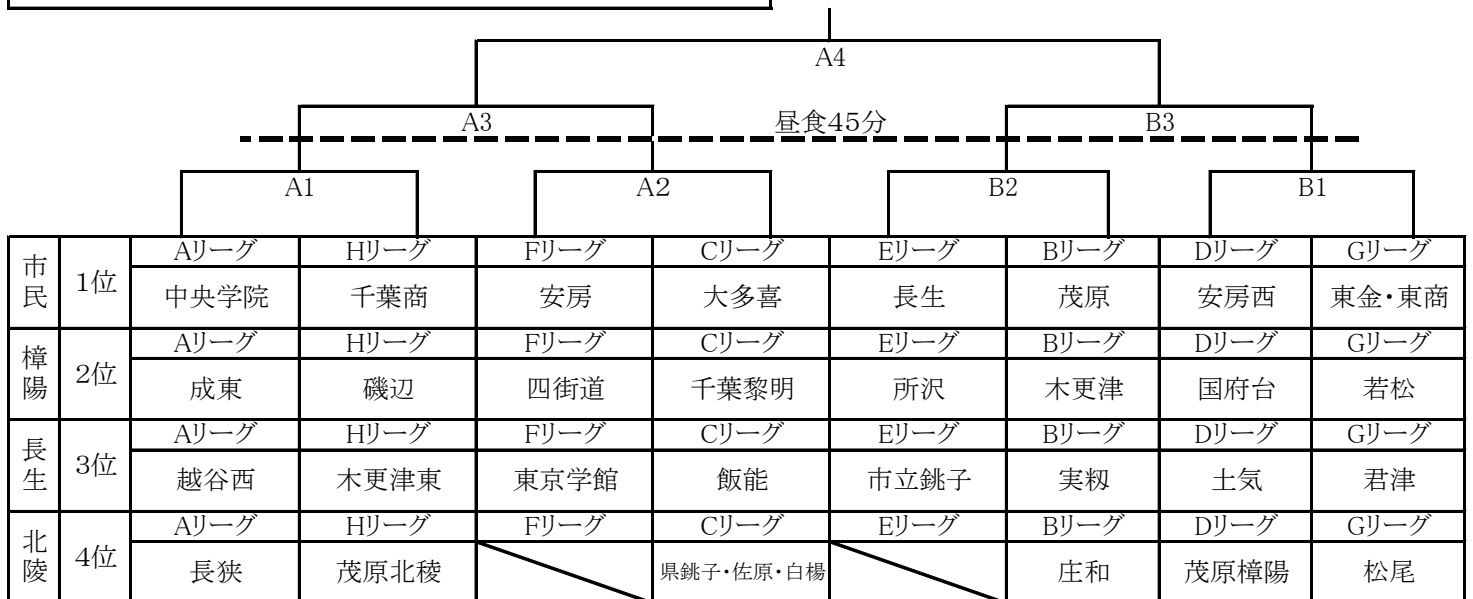 A4
A3 昼食45分 B3
A1 A2 B2 B1
市民 1位 Aリーグ Hリーグ Fリーグ Cリーグ Eリーグ Bリーグ Dリーグ Gリーグ
中央学院 千葉商 安房 大多喜 長生 茂原 安房西 東金・東商
樟陽 2位 Aリーグ Hリーグ Fリーグ Cリーグ Eリーグ Bリーグ Dリーグ Gリーグ
成東 磯辺 四街道 千葉黎明 所沢 木更津 国府台 若松
長生 3位 Aリーグ Hリーグ Fリーグ Cリーグ Eリーグ Bリーグ Dリーグ Gリーグ
越谷西 木更津東 東京学館 飯能 市立銚子 実籾 土気 君津
北陵 4位 Aリーグ Hリーグ Fリーグ Cリーグ Eリーグ Bリーグ Dリーグ Gリーグ
長狭 茂原北稜 県銚子・佐原・白楊 庄和 茂原樟陽 松尾